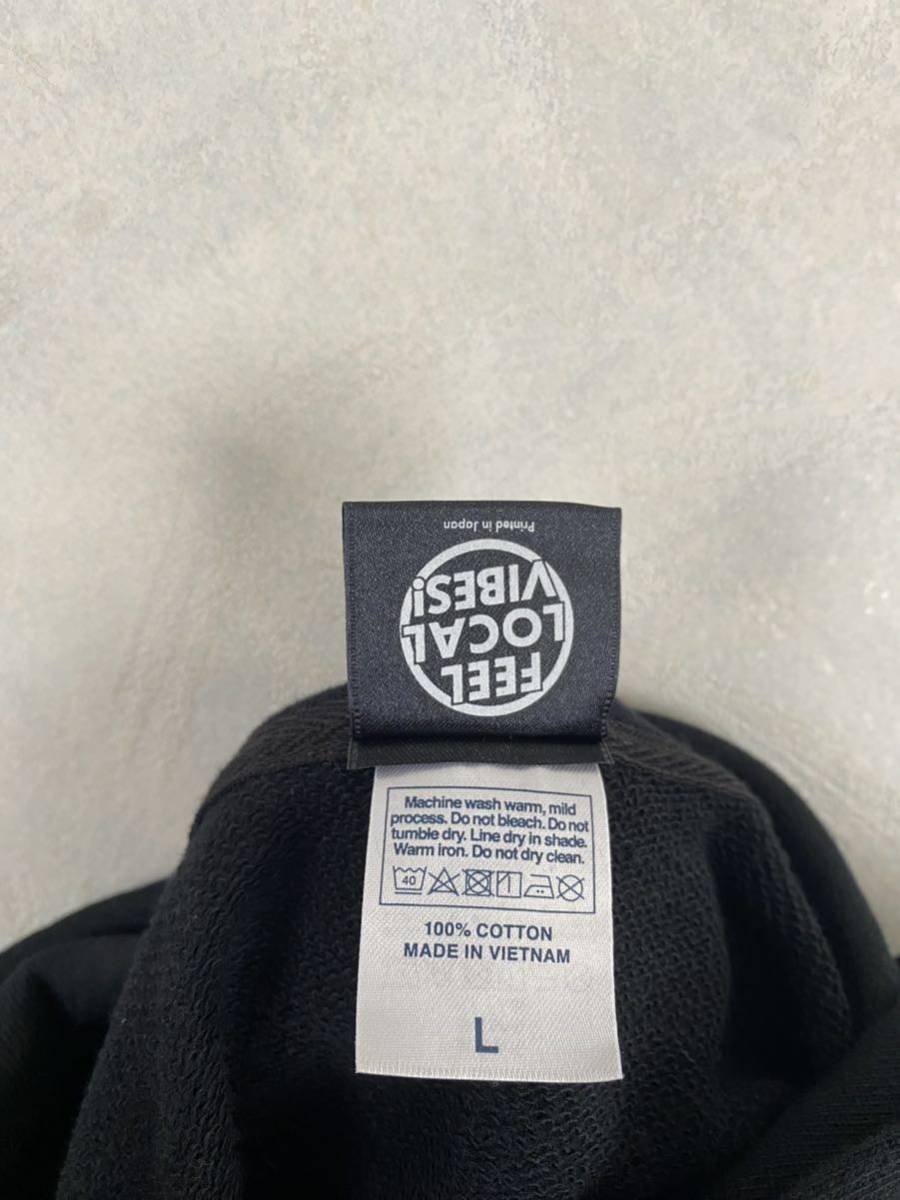 FEEL
LOCAL
VIBES!
Printed in Japan
Machine wash warm, mild
process. Do not bleach. Do not
tumble dry. Line dry in shade.
Warm iron. Do not dry clean.
40
100% COTTON
MADE IN VIETNAM
L